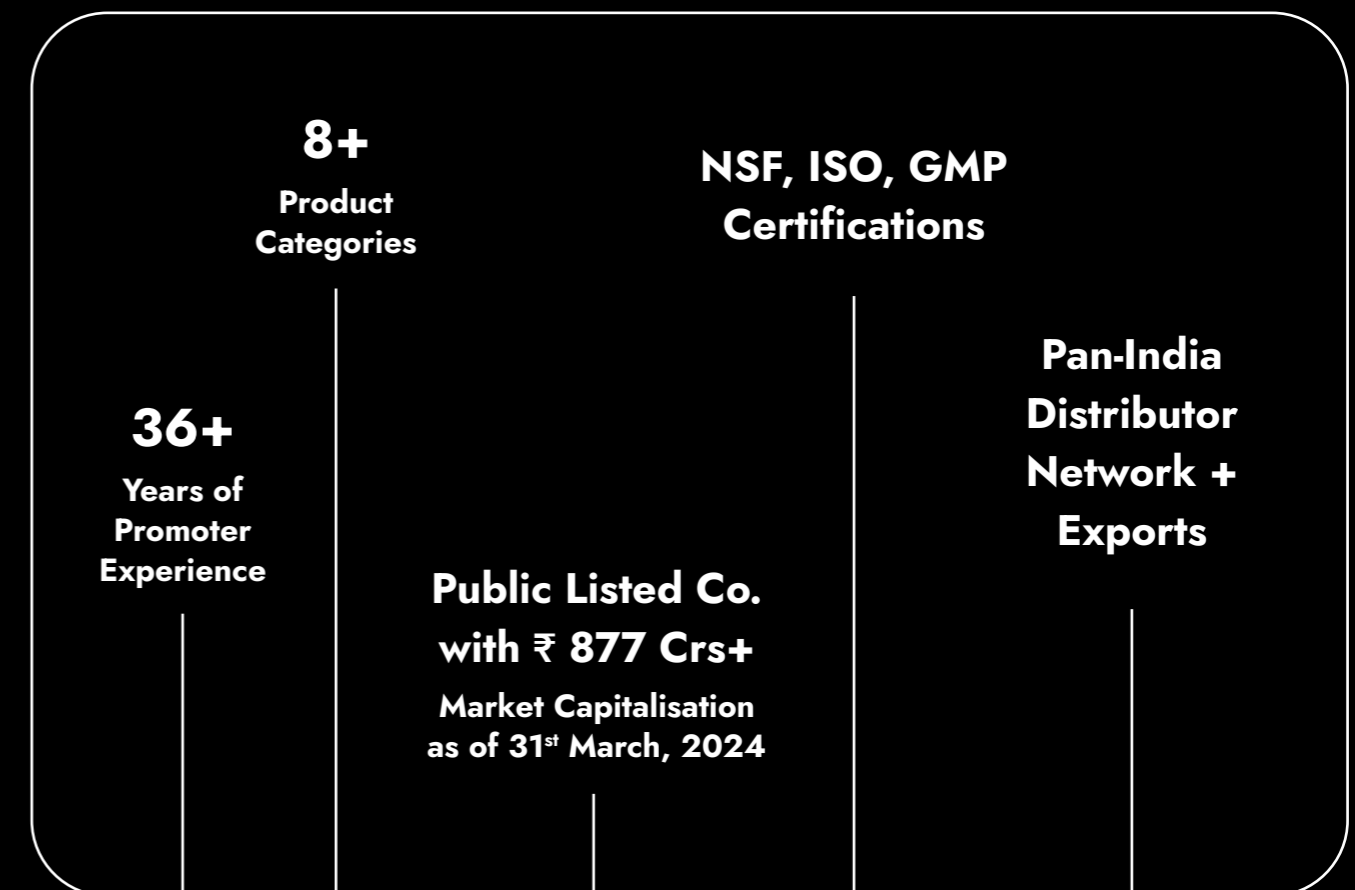 8+
Product
Categories
NSF, ISO, GMP
Certifications
36+
Years of
Promoter
Experience
Public Listed Co.
with ₹ 877 Crs+
Market Capitalisation
as of 31st March, 2024
Pan-India
Distributor
Network +
Exports